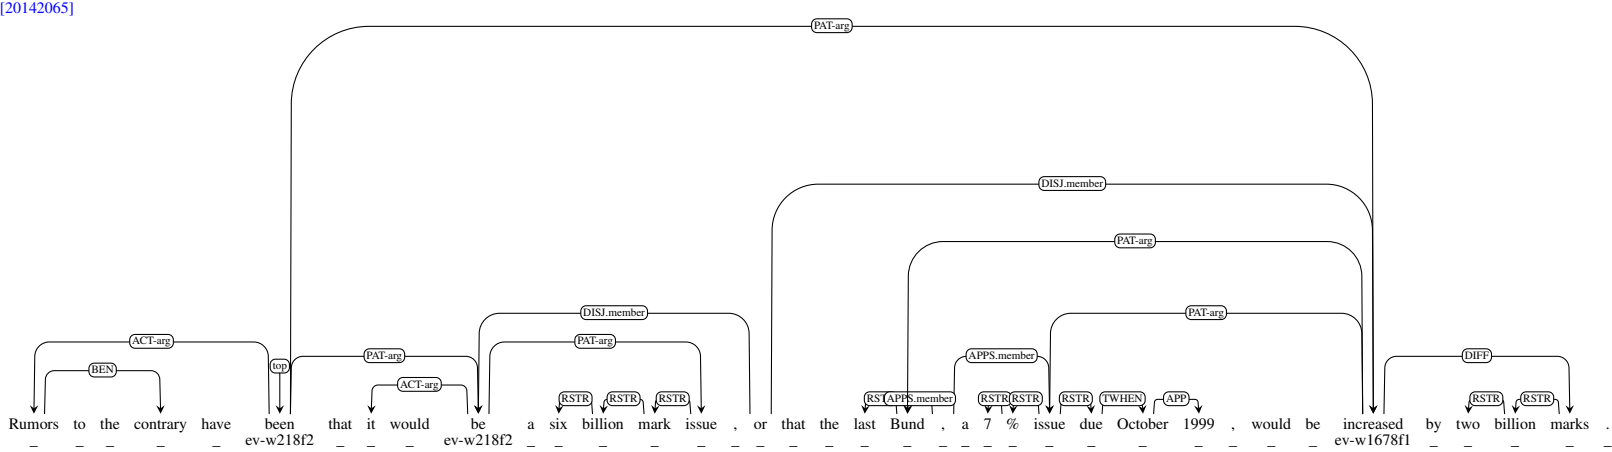 [20142065]
PAT-arg
DISJ.member
PAT-arg
DISJ.member PAT-arg
ACT-arg PAT-arg
top PAT-arg APPS.member DIFF
BEN
ACT-arg
RSTR RSTR RSTR APPS.member RSTR RSTR RSTR TWHEN APP RSTR RSTR
Rumors to the contrary have been that it would be a six billion mark issue , or that the last Bund , a 7 % issue due October 1999 , would be increased by two billion marks .
_ _ _ _ _ ev-w218f2 _ _ _ ev-w218f2 _ _ _ _ _ _ _ _ _ _ _ _ _ _ _ _ _ _ _ _ _ _ ev-w1678f1 _ _ _ _ _